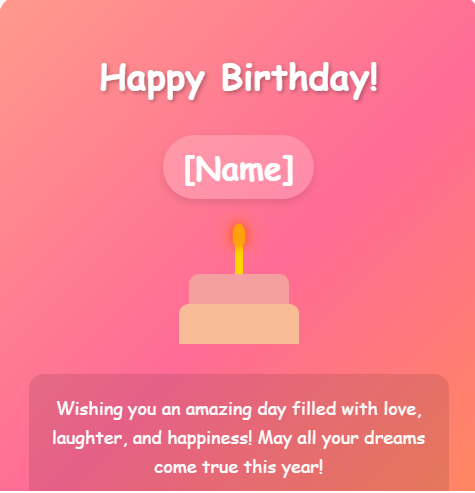 Happy Birthday!
[Name]
Wishing you an amazing day filled with love,
laughter, and happiness! May all your dreams
come true this year!